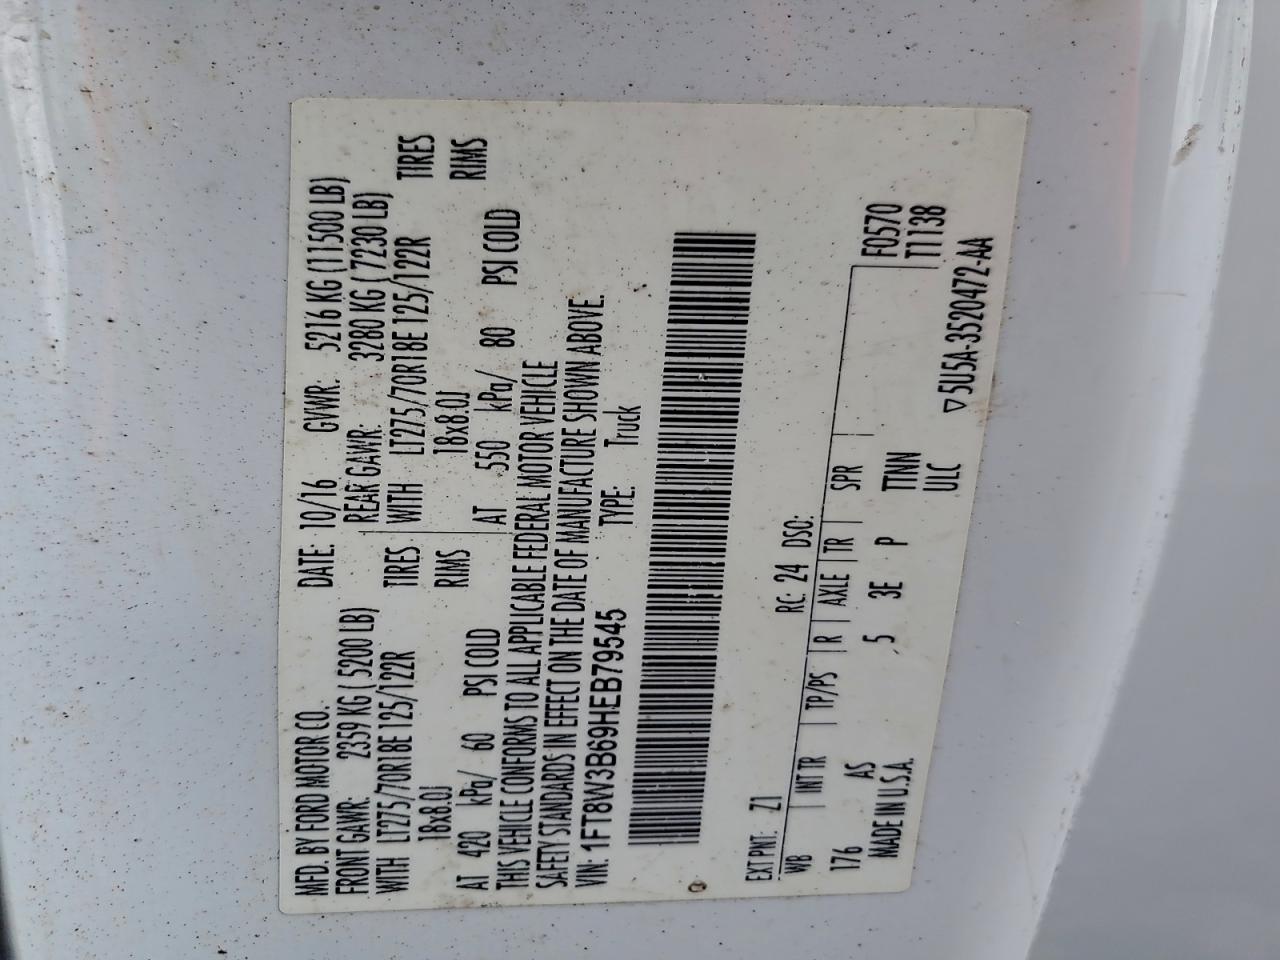 MFD. BY FORD MOTOR CO.
DATE: 10/16 GVWR: 5216 KG (11500 LB)
FRONT GAWR: 2359 KG (5200 LB) REAR GAWR: 3280 KG (7230 LB)
WITH LT275/70R18E 125/122R TIRES WITH LT275/70R18E 125/122R TIRES
18x8.0J RIMS 18x8.0J RIMS
AT 420 kPa/ 60 PSI COLD AT 550 kPa/ 80 PSI COLD
THIS VEHICLE CONFORMS TO ALL APPLICABLE FEDERAL MOTOR VEHICLE
SAFETY STANDARDS IN EFFECT ON THE DATE OF MANUFACTURE SHOWN ABOVE.
VIN: 1FT8W3B69HEB79545 TYPE: Truck
EXT PNT: Z1 RC: 24 DSO:
WB INT TR TP/PS R AXLE TR SPR F0570
176 AS 5 3E P TTNN T1138
MADE IN U.S.A. ULC
▽5U5A-3520472-AA